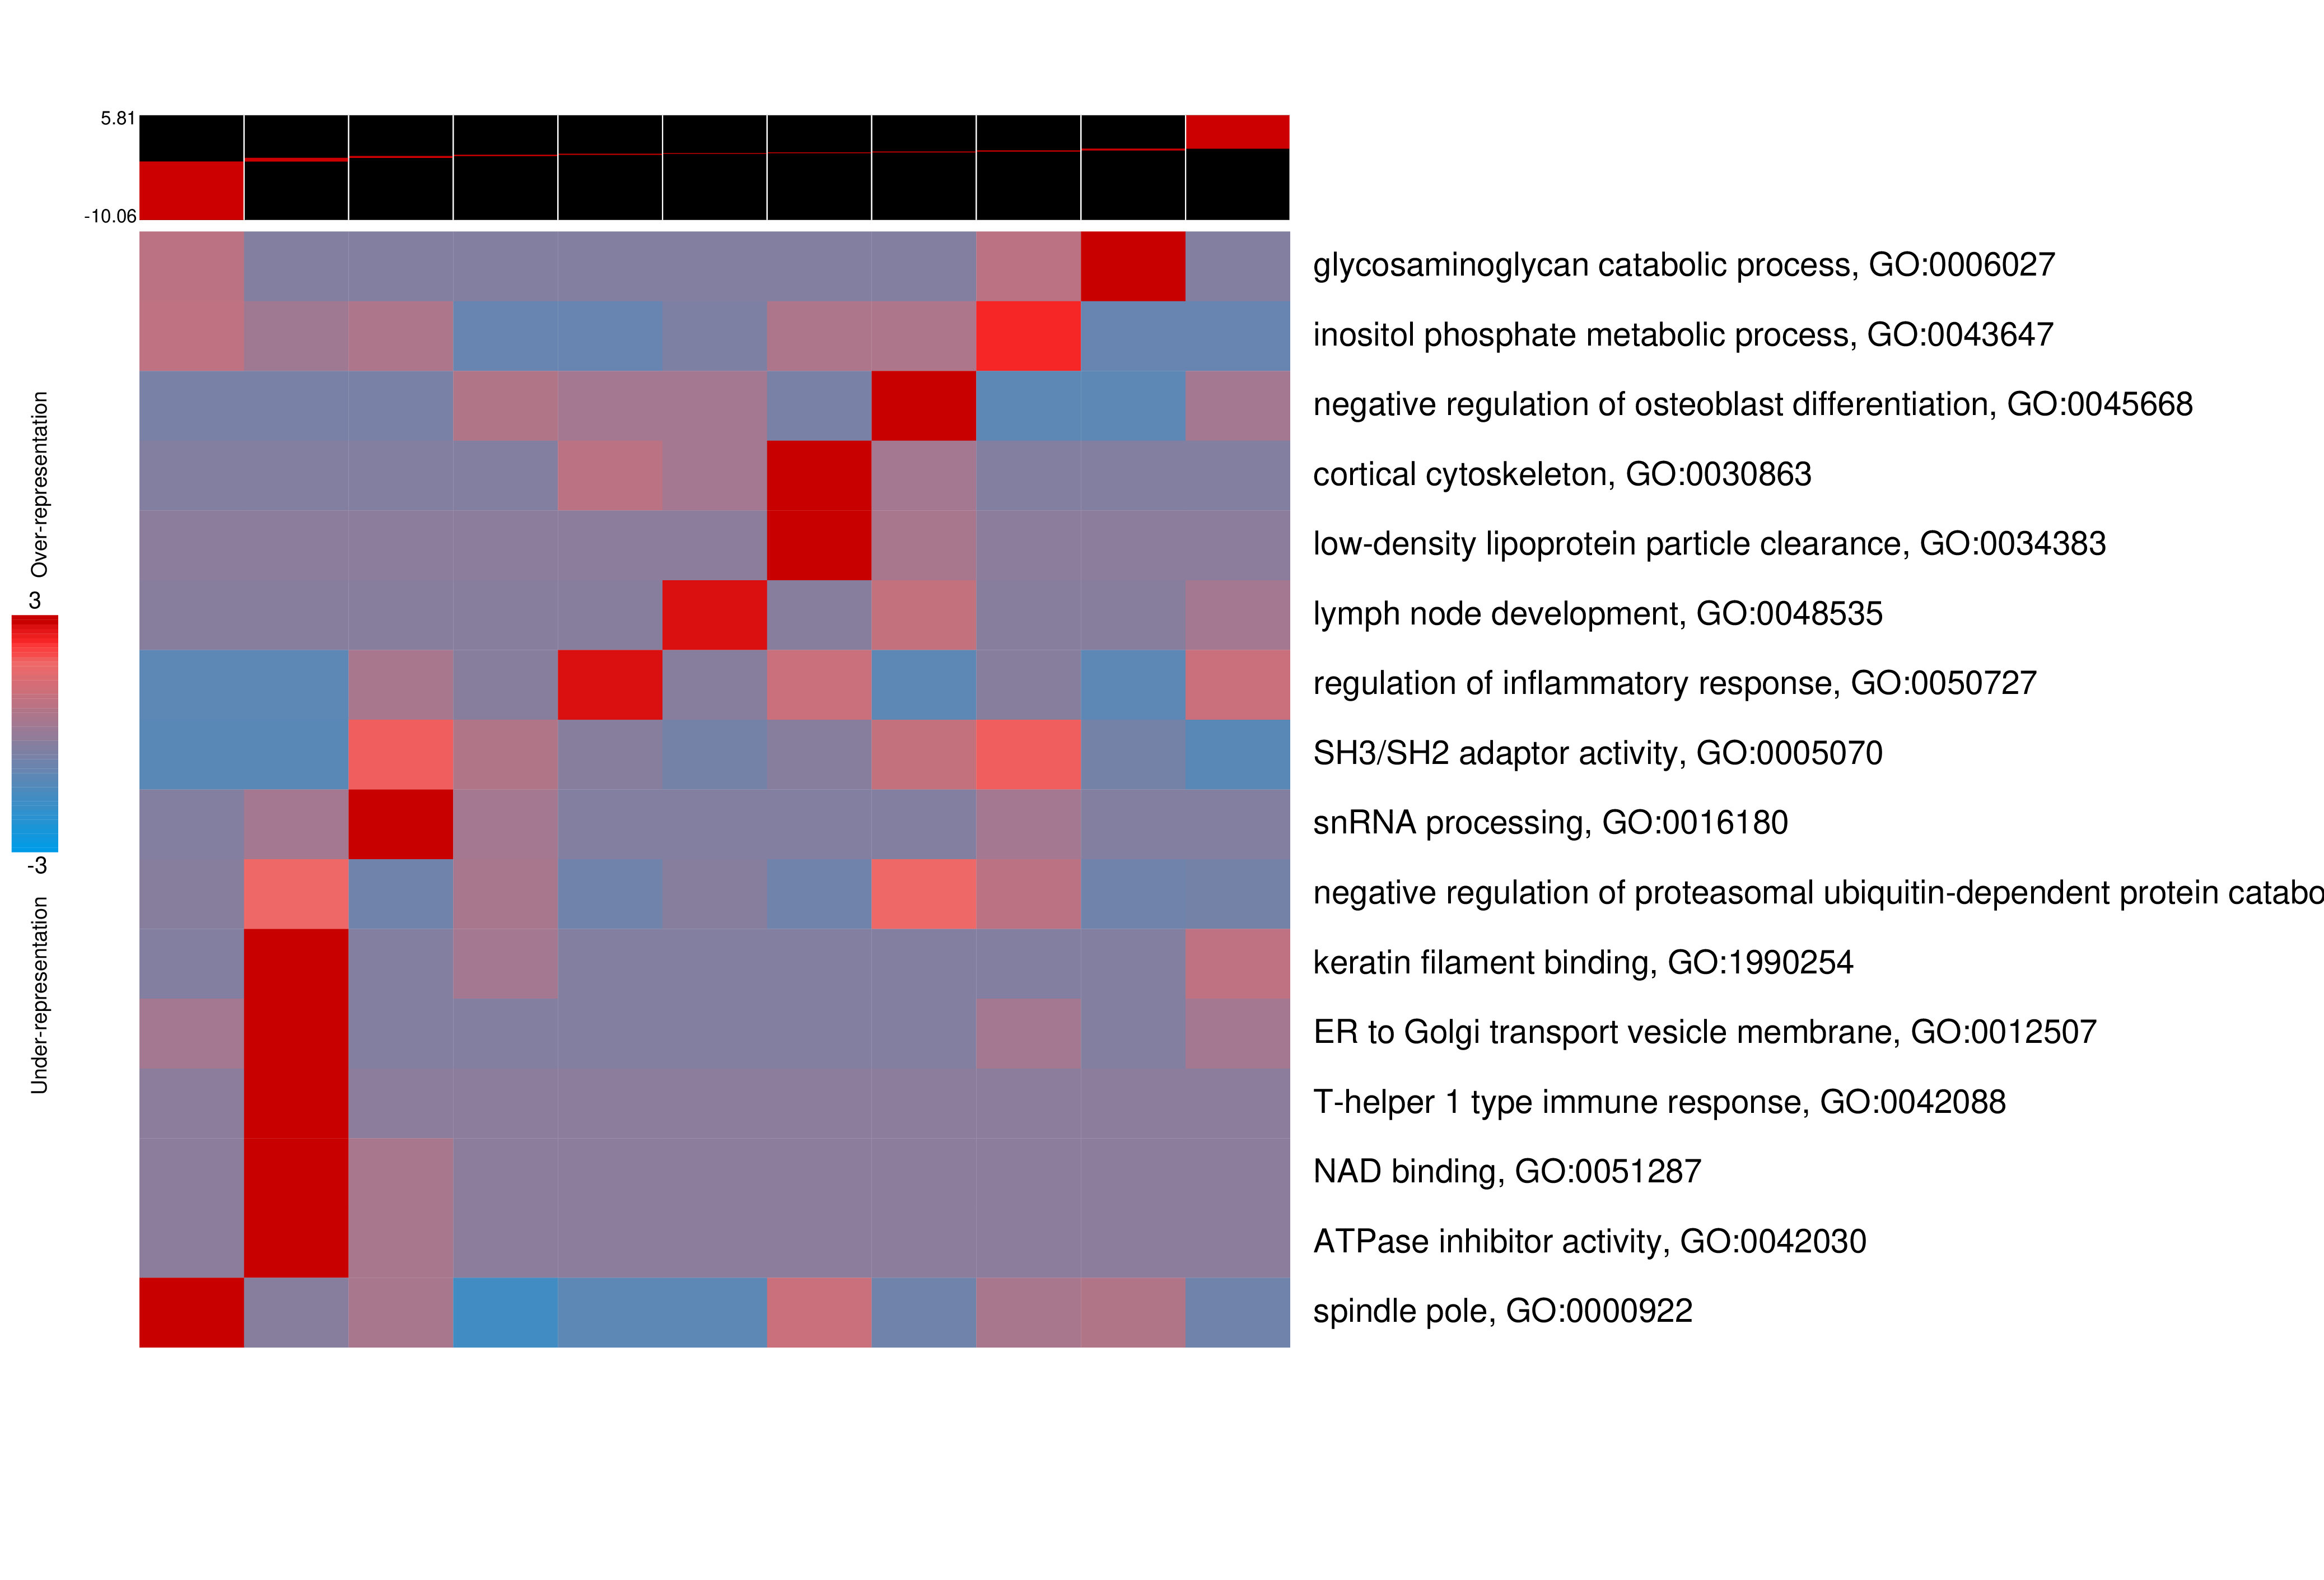 5.81
-10.06
glycosaminoglycan catabolic process, GO:0006027
inositol phosphate metabolic process, GO:0043647
negative regulation of osteoblast differentiation, GO:0045668
cortical cytoskeleton, GO:0030863
low-density lipoprotein particle clearance, GO:0034383
lymph node development, GO:0048535
regulation of inflammatory response, GO:0050727
SH3/SH2 adaptor activity, GO:0005070
snRNA processing, GO:0016180
negative regulation of proteasomal ubiquitin-dependent protein catabo
keratin filament binding, GO:1990254
ER to Golgi transport vesicle membrane, GO:0012507
T-helper 1 type immune response, GO:0042088
NAD binding, GO:0051287
ATPase inhibitor activity, GO:0042030
spindle pole, GO:0000922
Over-representation
3
-3
Under-representation